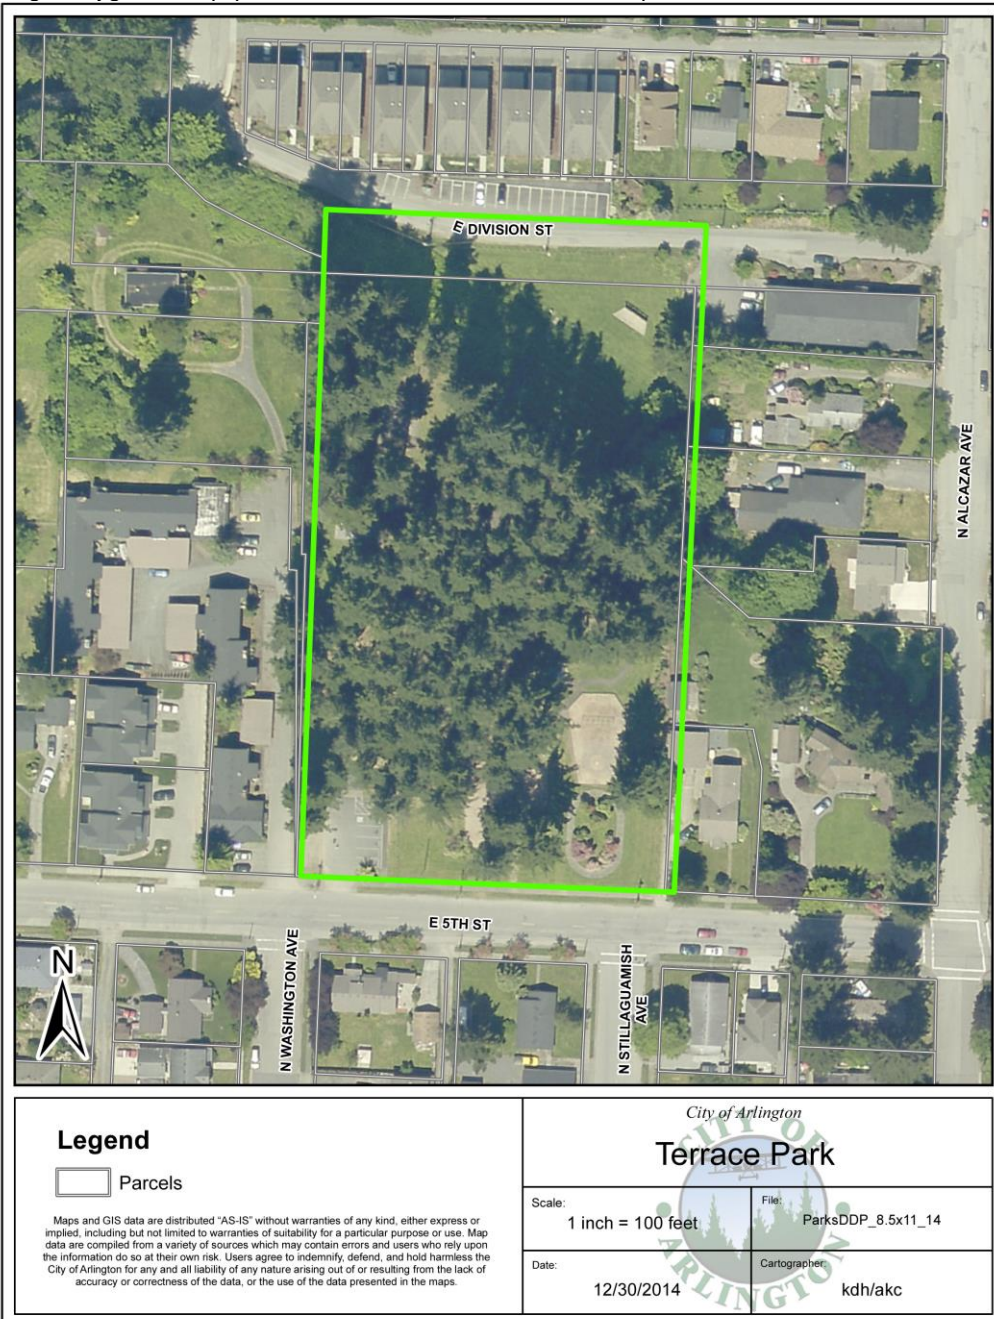 E DIVISION ST
N ALCAZAR AVE
E 5TH ST
N WASHINGTON AVE
N STILLAGUAMISH
AVE
N
Legend
Parcels
Maps and GIS data are distributed “AS-IS” without warranties of any kind, either express or
implied, including but not limited to warranties of suitability for a particular purpose or use. Map
data are compiled from a variety of sources which may contain errors and users who rely upon
the information do so at their own risk. Users agree to indemnify, defend, and hold harmless the
City of Arlington for any and all liability of any nature arising out of or resulting from the lack of
accuracy or correctness of the data, or the use of the data presented in the maps.
City of Arlington
Terrace Park
CITY OF
ARLINGTON
Scale:
1 inch = 100 feet
File:
ParksDDP_8.5x11_14
Date:
12/30/2014
Cartographer:
kdh/akc